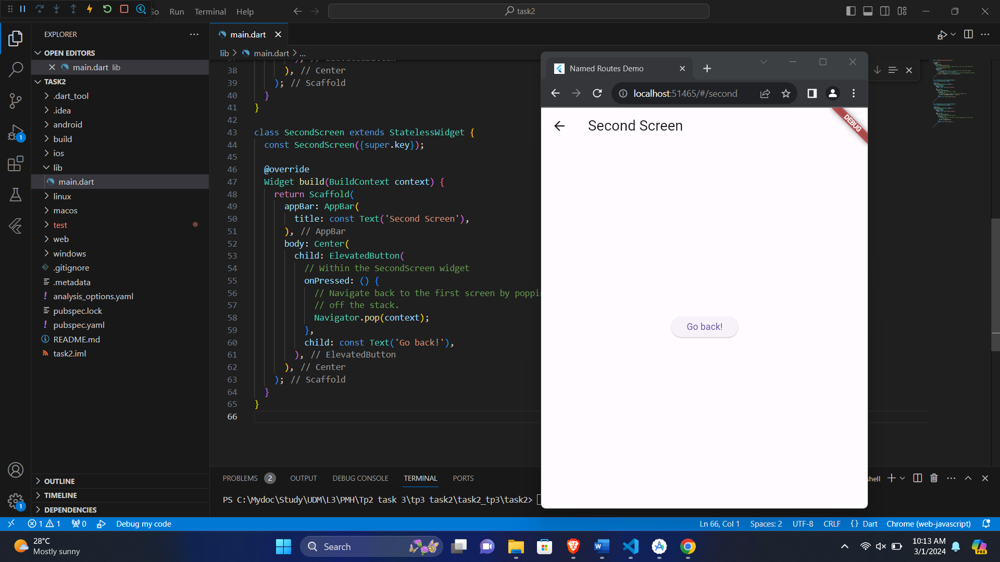 Go Run Terminal Help
task2
EXPLORER
OPEN EDITORS
main.dart lib
TASK2
.dart_tool
.idea
android
build
ios
lib
main.dart
linux
macos
test
web
windows
.gitignore
.metadata
! analysis_options.yaml
pubspec.lock
! pubspec.yaml
README.md
task2.iml
OUTLINE
TIMELINE
DEPENDENCIES
1
1
main.dart
lib > main.dart > ...
38 ), // Center
39 ); // Scaffold
40 }
41 }
42
43 class SecondScreen extends StatelessWidget {
44 const SecondScreen({super.key});
45
46 @override
47 Widget build(BuildContext context) {
48 return Scaffold(
49 appBar: AppBar(
50 title: const Text('Second Screen'),
51 ), // AppBar
52 body: Center(
53 child: ElevatedButton(
54 // Within the SecondScreen widget
55 onPressed: () {
56 // Navigate back to the first screen by poppin
57 // off the stack.
58 Navigator.pop(context);
59 },
60 child: const Text('Go back!'),
61 ), // ElevatedButton
62 ), // Center
63 ); // Scaffold
64 }
65 }
66
Named Routes Demo
localhost:51465/#/second
Second Screen
DEBUG
Go back!
PROBLEMS 2 OUTPUT DEBUG CONSOLE TERMINAL PORTS
shell
PS C:\Mydoc\Study\UDM\L3\PMH\Tp2 task 3\tp3 task2\task2_tp3\task2>
1 1 0 Debug my code
Ln 66, Col 1 Spaces: 2 UTF-8 CRLF {} Dart Chrome (web-javascript)
28°C
Mostly sunny
Search
10:13 AM
3/1/2024
PRE